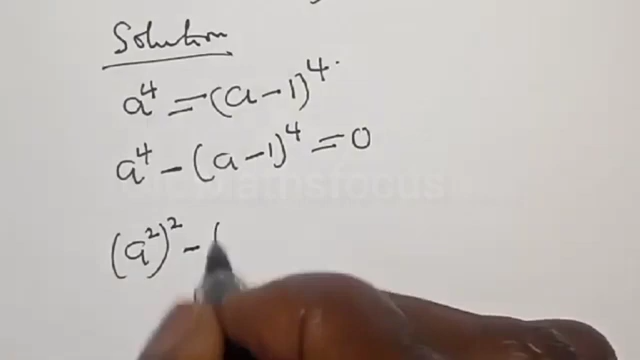 Solution
a⁴ = (a - 1)⁴
a⁴ - (a - 1)⁴ = 0
(a²)² - (